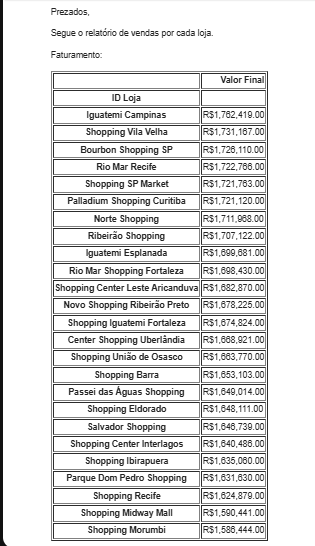 Prezados,
Segue o relatório de vendas por cada loja.
Faturamento:
Valor Final
ID Loja
Iguatemi Campinas R$1,762,419.00
Shopping Vila Velha R$1,731,167.00
Bourbon Shopping SP R$1,726,110.00
Rio Mar Recife R$1,722,766.00
Shopping SP Market R$1,721,763.00
Palladium Shopping Curitiba R$1,721,120.00
Norte Shopping R$1,711,968.00
Ribeirão Shopping R$1,707,122.00
Iguatemi Esplanada R$1,699,681.00
Rio Mar Shopping Fortaleza R$1,698,430.00
Shopping Center Leste Aricanduva R$1,682,870.00
Novo Shopping Ribeirão Preto R$1,678,225.00
Shopping Iguatemi Fortaleza R$1,674,824.00
Center Shopping Uberlândia R$1,668,921.00
Shopping União de Osasco R$1,663,770.00
Shopping Barra R$1,653,103.00
Passei das Águas Shopping R$1,649,014.00
Shopping Eldorado R$1,648,111.00
Salvador Shopping R$1,646,739.00
Shopping Center Interlagos R$1,640,486.00
Shopping Ibirapuera R$1,635,060.00
Parque Dom Pedro Shopping R$1,631,630.00
Shopping Recife R$1,624,879.00
Shopping Midway Mall R$1,590,441.00
Shopping Morumbi R$1,586,444.00